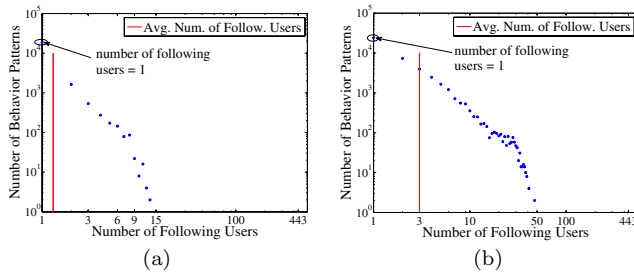 Avg. Num. of Follow. Users
number of following
users = 1
Number of Behavior Patterns
10^5
10^4
10^3
10^2
10^1
10^0
1 3 6 9 15 100 443
Number of Following Users
(a)
Avg. Num. of Follow. Users
number of following
users = 1
Number of Behavior Patterns
10^5
10^4
10^3
10^2
10^1
10^0
1 3 10 50 100 443
Number of Following Users
(b)